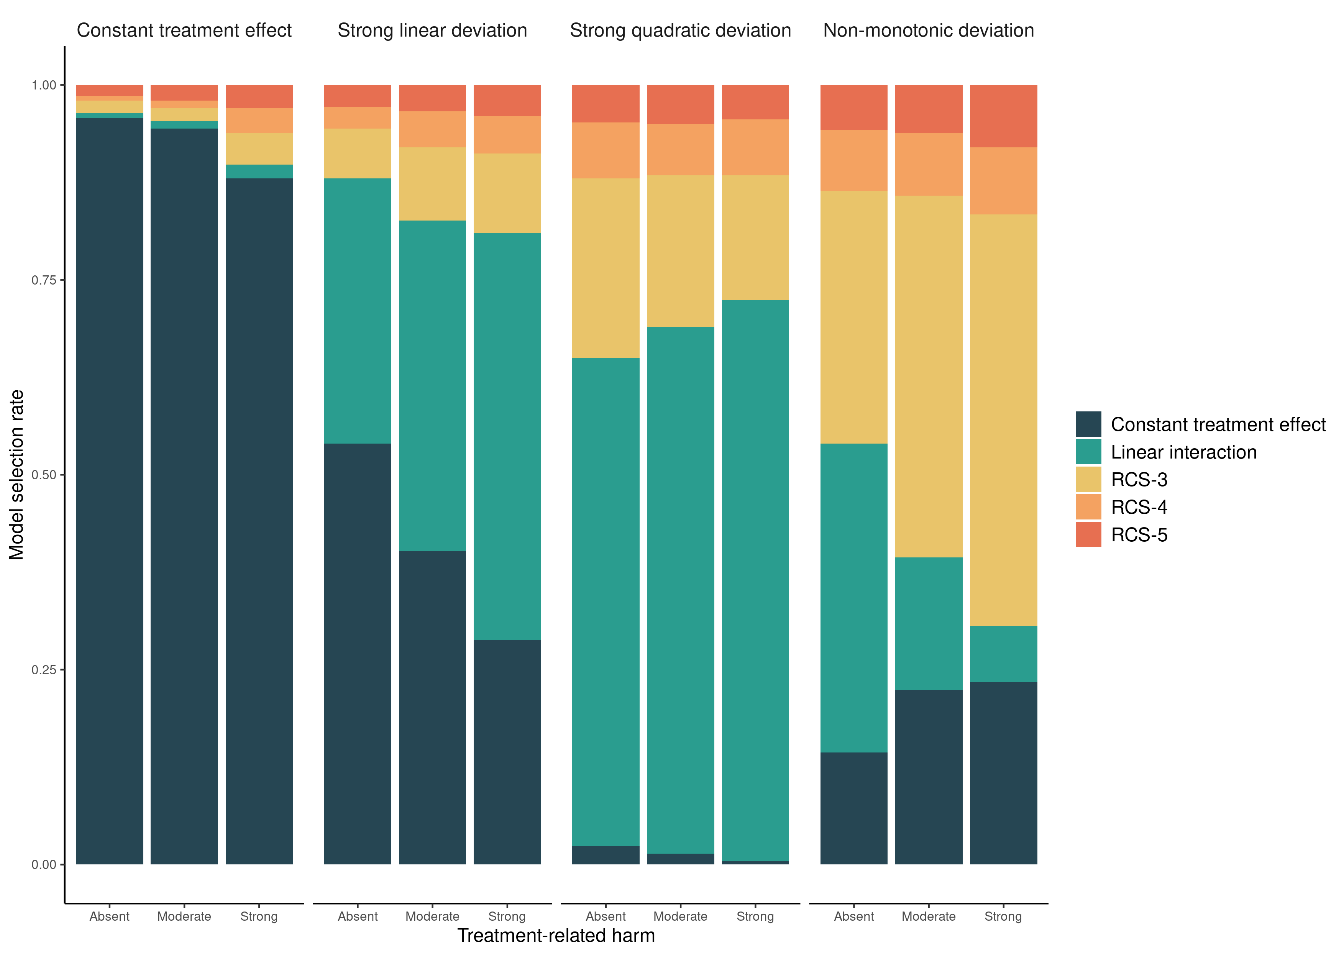 Constant treatment effect Strong linear deviation Strong quadratic deviation Non-monotonic deviation
1.00
0.75
0.50
0.25
0.00
Model selection rate
Absent Moderate Strong Absent Moderate Strong Absent Moderate Strong Absent Moderate Strong
Treatment-related harm
Constant treatment effect
Linear interaction
RCS-3
RCS-4
RCS-5